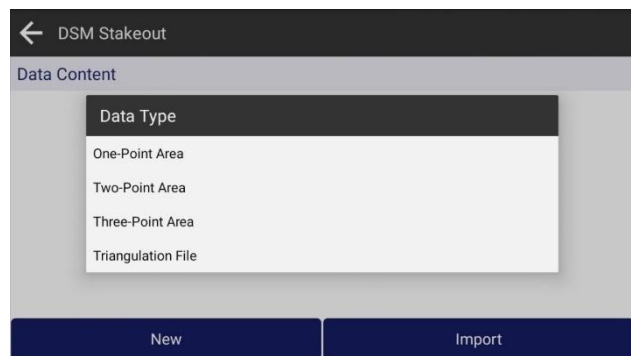 DSM Stakeout
Data Content
Data Type
One-Point Area
Two-Point Area
Three-Point Area
Triangulation File
New
Import